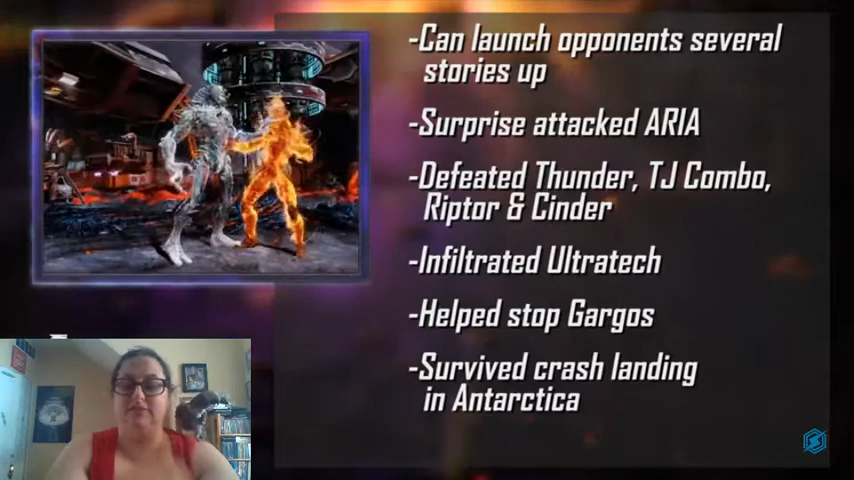 -Can launch opponents several
stories up
-Surprise attacked ARIA
-Defeated Thunder, TJ Combo,
Riptor & Cinder
-Infiltrated Ultratech
-Helped stop Gargos
-Survived crash landing
in Antarctica